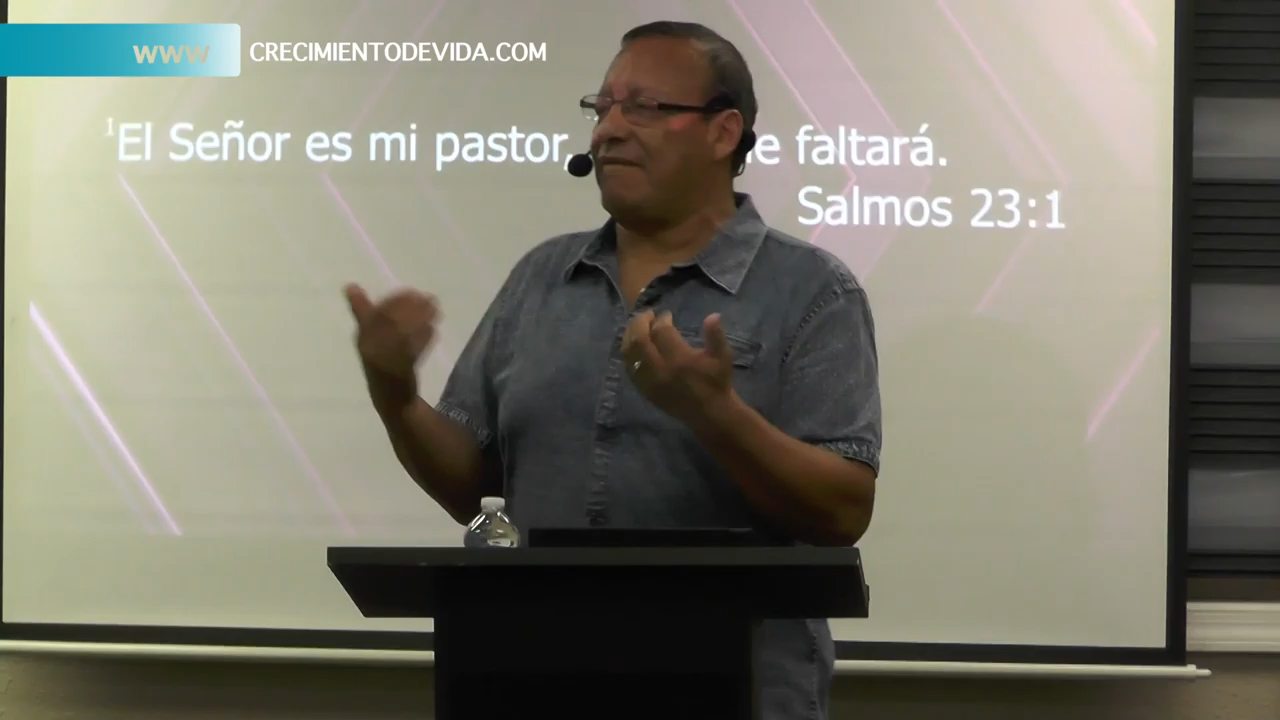 WWW CRECIMIENTODEVIDA.COM
1El Señor es mi pastor, faltará.
Salmos 23:1